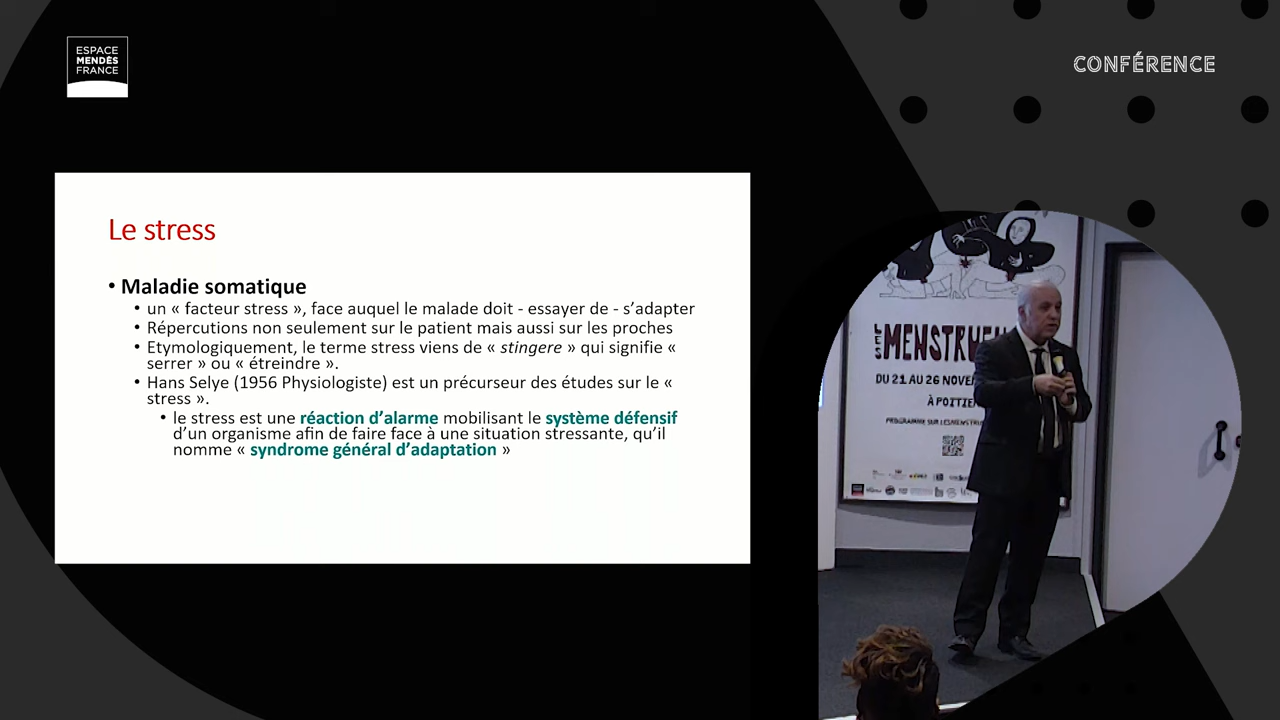 ESPACE
MENDÈS
FRANCE
CONFÉRENCE
Le stress
• Maladie somatique
• un « facteur stress », face auquel le malade doit - essayer de - s’adapter
• Répercutions non seulement sur le patient mais aussi sur les proches
• Etymologiquement, le terme stress viens de « stingere » qui signifie «
serrer » ou « étreindre ».
• Hans Selye (1956 Physiologiste) est un précurseur des études sur le «
stress ».
• le stress est une réaction d’alarme mobilisant le système défensif
d’un organisme afin de faire face à une situation stressante, qu’il
nomme « syndrome général d’adaptation »
LES
MENSTRUE
DU 21 AU 26 NOVE
À POITIE
PROGRAMME SUR